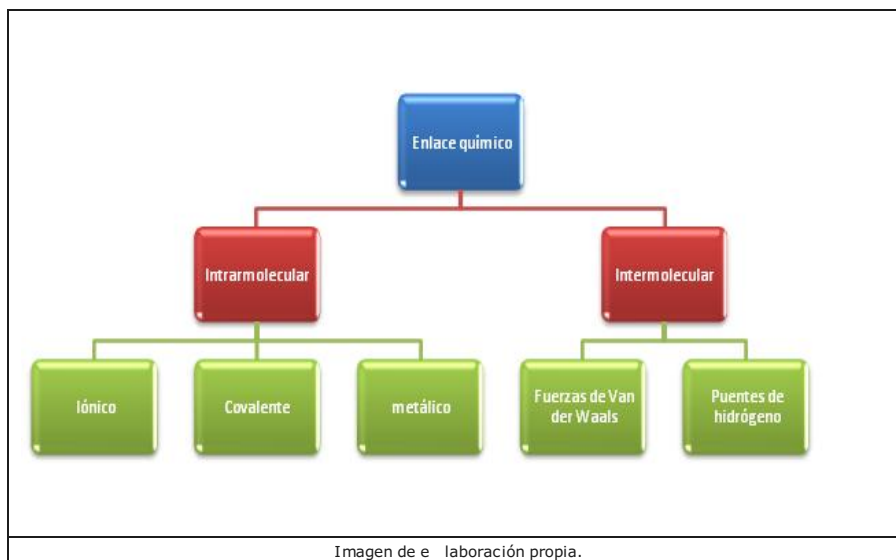 Enlace químico
Intrarmolecular
Intermolecular
Iónico
Covalente
metálico
Fuerzas de Van
der Waals
Puentes de
hidrógeno
Imagen de e laboración propia.